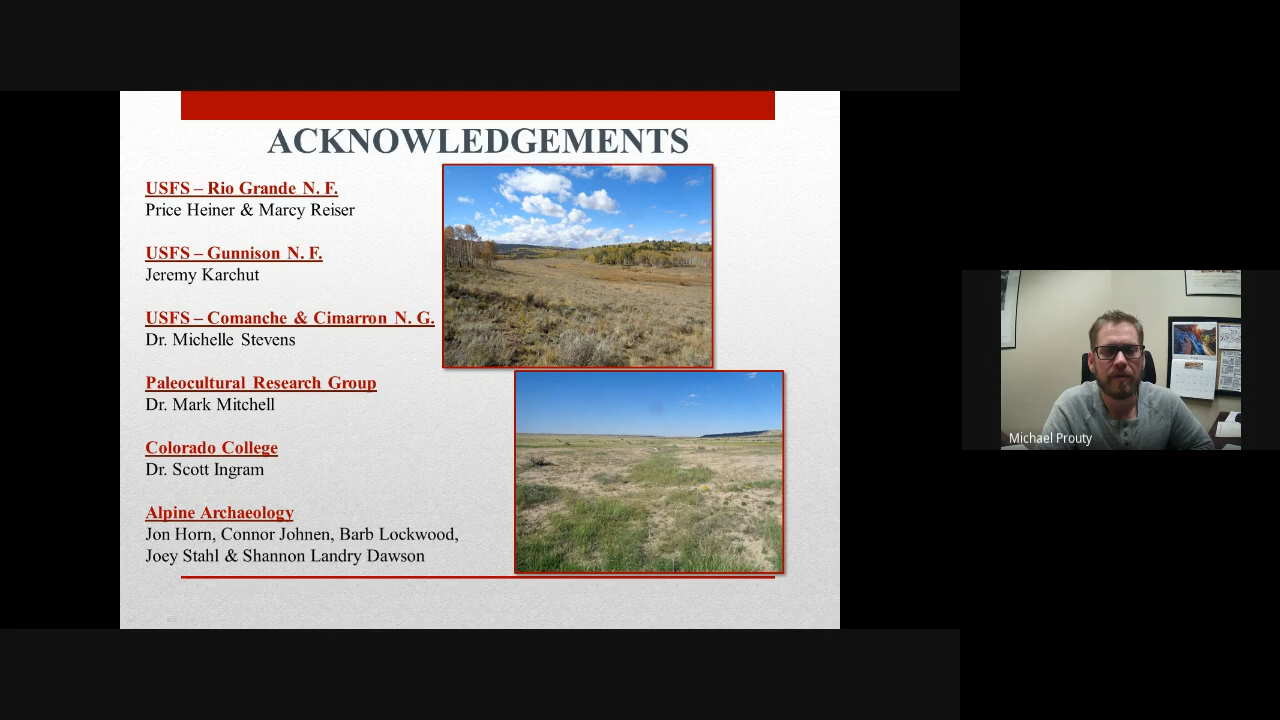 ACKNOWLEDGEMENTS
USFS – Rio Grande N. F.
Price Heiner & Marcy Reiser
USFS – Gunnison N. F.
Jeremy Karchut
USFS – Comanche & Cimarron N. G.
Dr. Michelle Stevens
Paleocultural Research Group
Dr. Mark Mitchell
Colorado College
Dr. Scott Ingram
Alpine Archaeology
Jon Horn, Connor Johnen, Barb Lockwood,
Joey Stahl & Shannon Landry Dawson
Michael Prouty